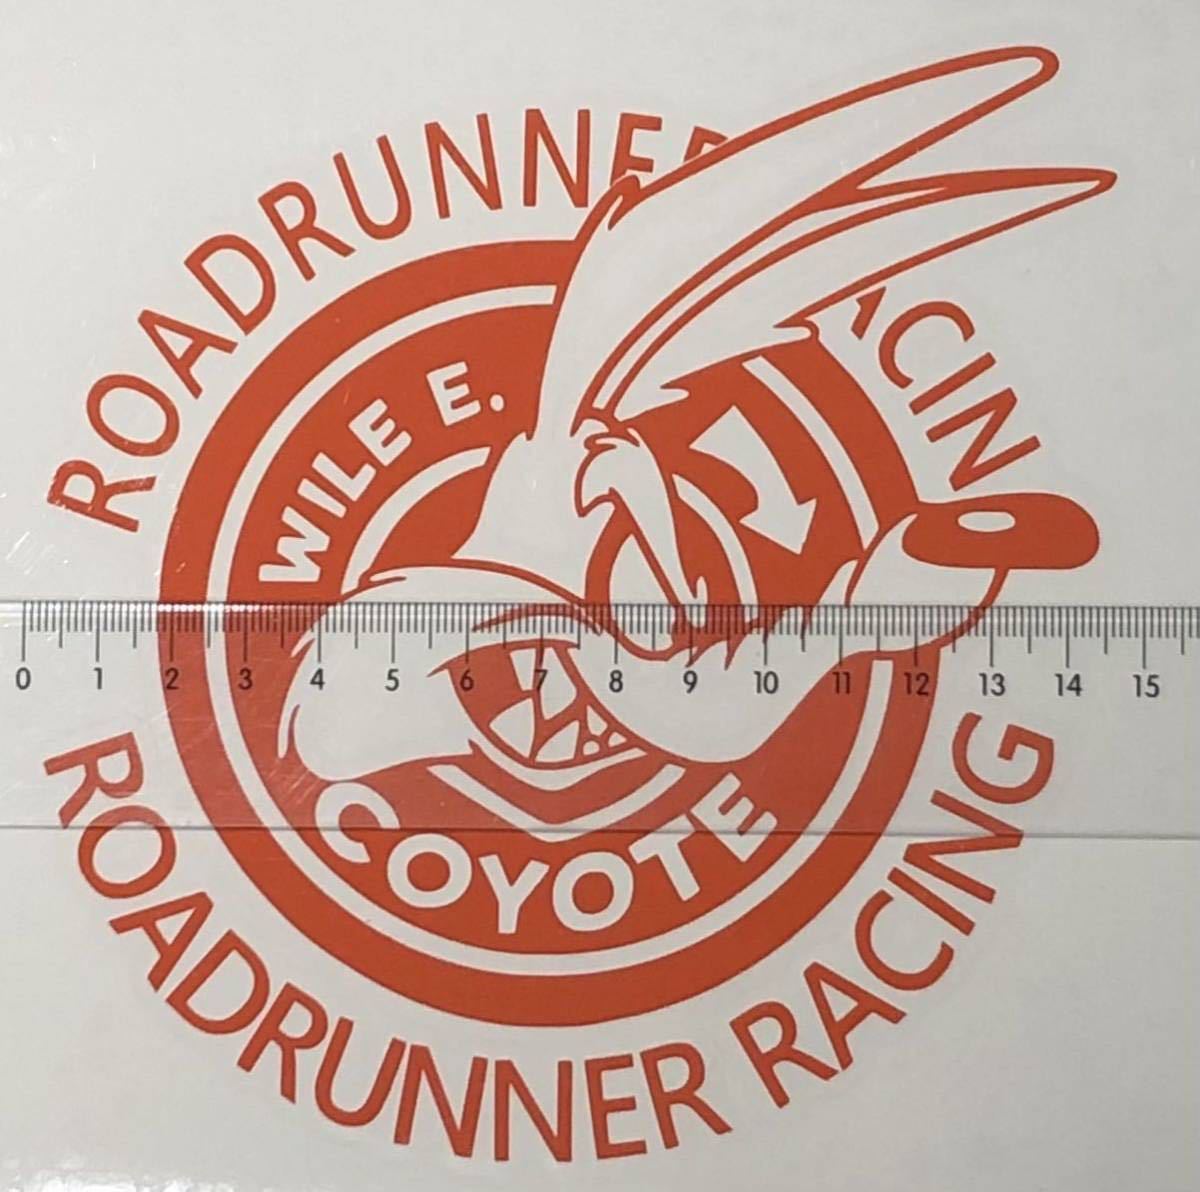 ROADRUNNER
ACING
WILE E.
0 1 2 3 4 5 6 7 8 9 10 11 12 13 14 15
COYOTE
ROADRUNNER RACING